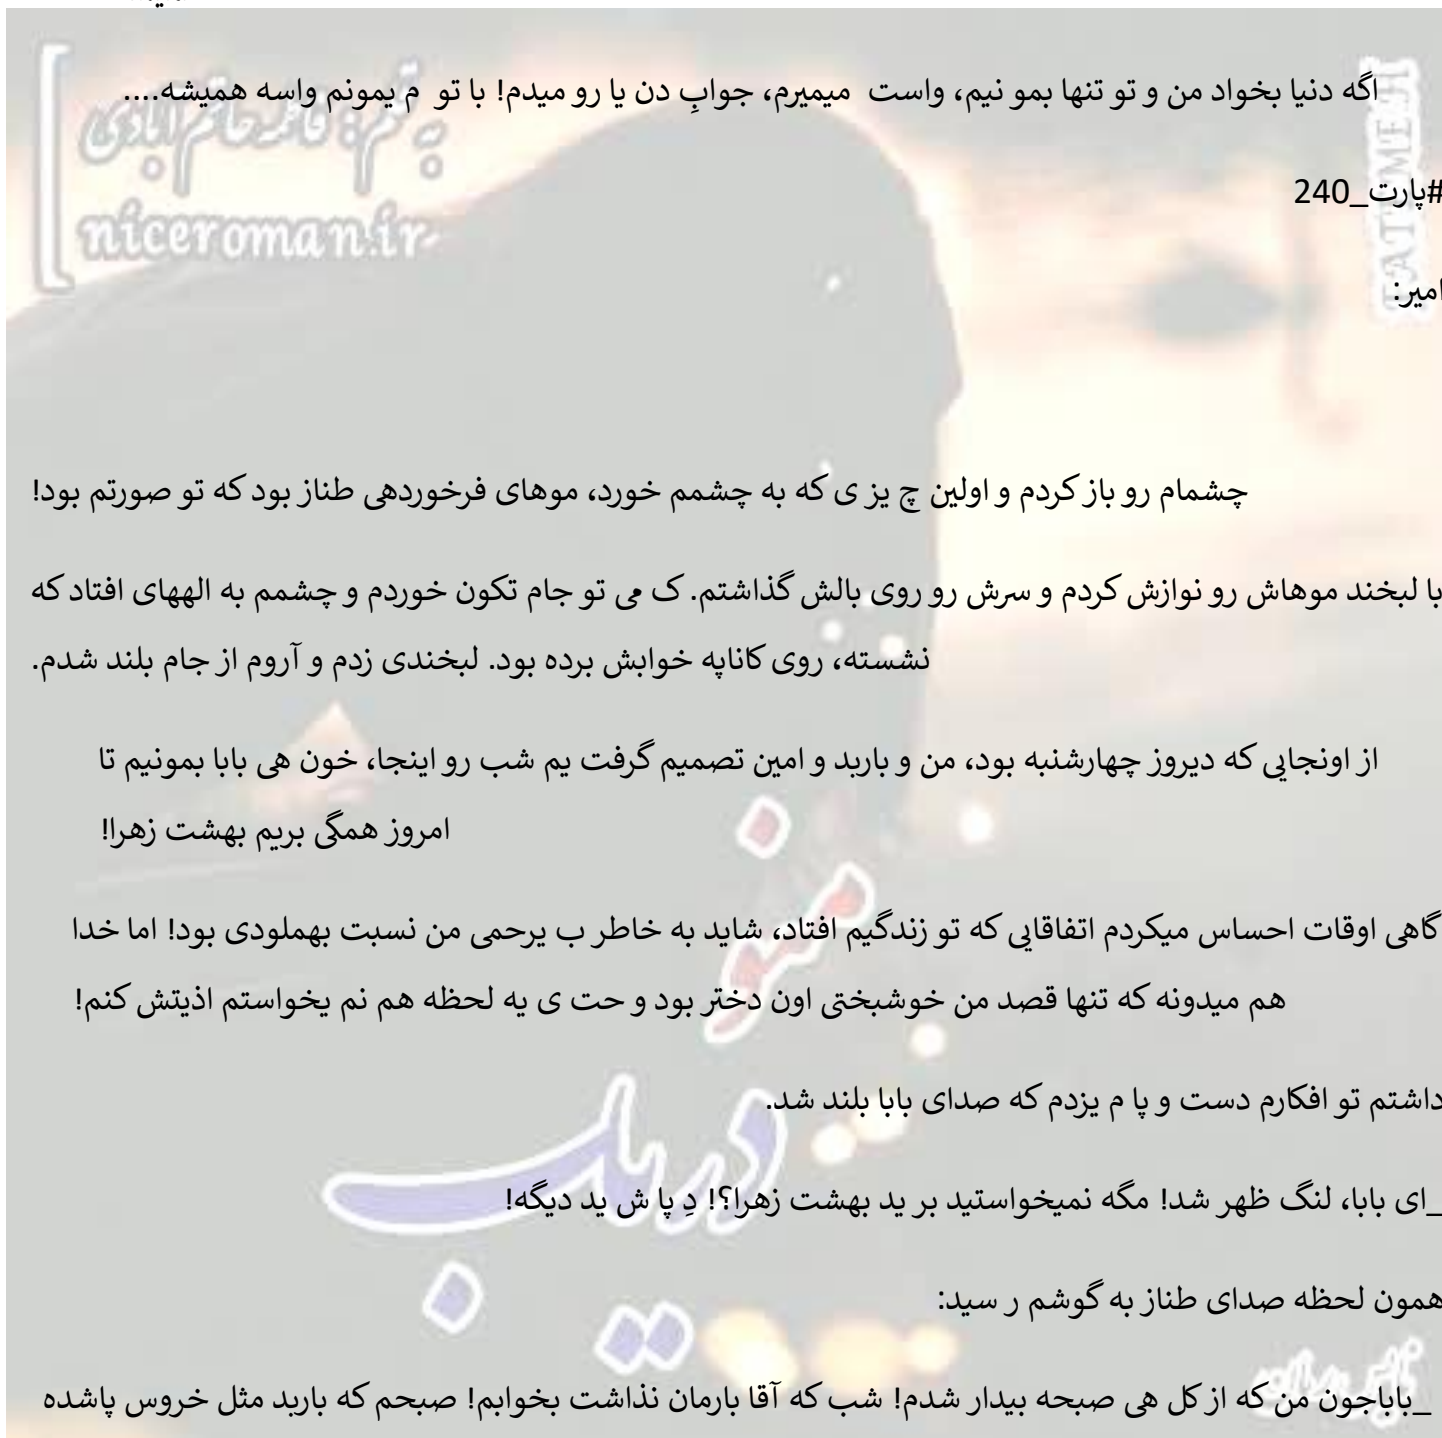 اگه دنیا بخواد من و تو تنها بمو نیم، واست میمیرم، جوابِ دن یا رو میدم! با تو م یمونم واسه همیشه....
به قلم: فاطمه حاتم آبادی
niceroman.ir
#پارت_240
امیر:
چشمام رو باز کردم و اولین چ یز ی که به چشمم خورد، موهای فرخوردهی طناز بود که تو صورتم بود!
با لبخند موهاش رو نوازش کردم و سرش رو روی بالش گذاشتم. ک می تو جام تکون خوردم و چشمم به الههای افتاد که
نشسته، روی کاناپه خوابش برده بود. لبخندی زدم و آروم از جام بلند شدم.
از اونجایی که دیروز چهارشنبه بود، من و باربد و امین تصمیم گرفت یم شب رو اینجا، خون هی بابا بمونیم تا
امروز همگی بریم بهشت زهرا!
گاهی اوقات احساس میکردم اتفاقایی که تو زندگیم افتاد، شاید به خاطر ب یرحمی من نسبت بهملودی بود! اما خدا
هم میدونه که تنها قصد من خوشبختی اون دختر بود و حت ی یه لحظه هم نم یخواستم اذیتش کنم!
داشتم تو افکارم دست و پا م یزدم که صدای بابا بلند شد.
_ای بابا، لنگ ظهر شد! مگه نمیخواستید بر ید بهشت زهرا؟! دِ پا ش ید دیگه!
همون لحظه صدای طناز به گوشم ر سید:
_باباجون من که از کل هی صبحه بیدار شدم! شب که آقا بارمان نذاشت بخوابم! صبحم که باربد مثل خروس پاشده
منو
دریاب